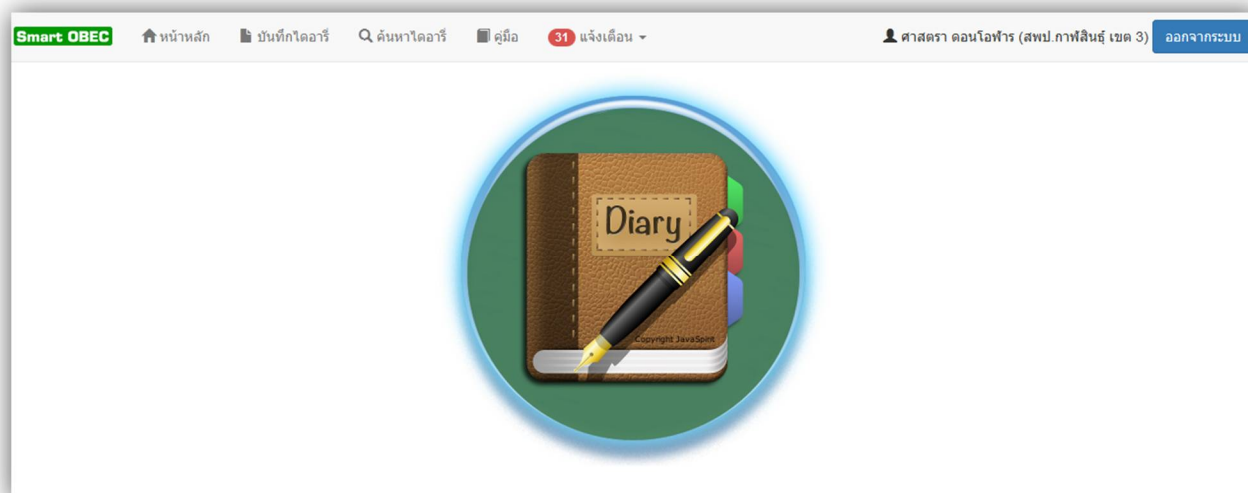 Smart OBEC หน้าหลัก บันทึกไดอารี่ ค้นหาไดอารี่ คู่มือ 31 แจ้งเตือน ศาสตรา ดอนโอฬาร (สพป.กาฬสินธุ์ เขต 3) ออกจากระบบ
Diary
Copyright JavaSpirit